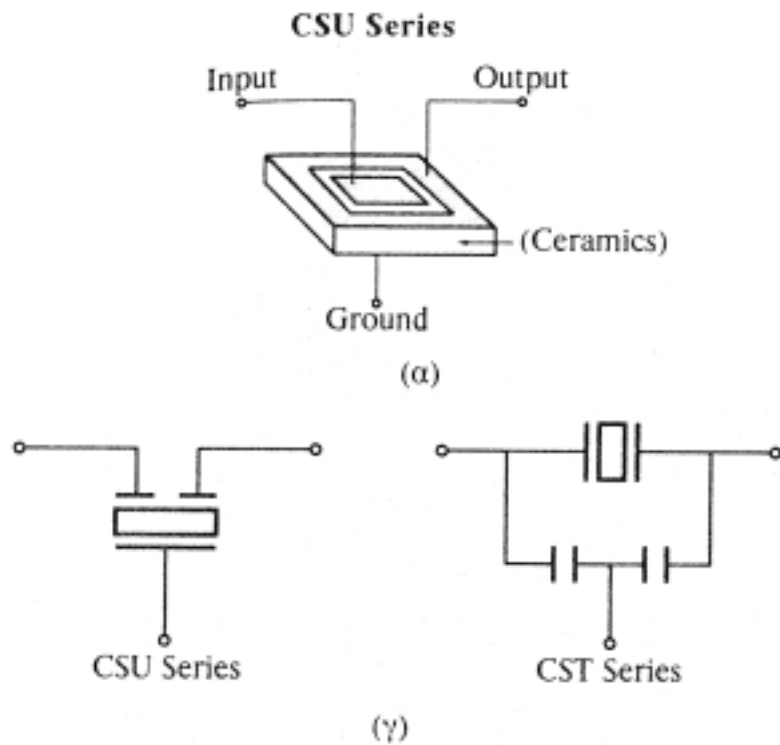 CSU Series
Input Output
(Ceramics)
Ground
(α)
CSU Series CST Series
(γ)